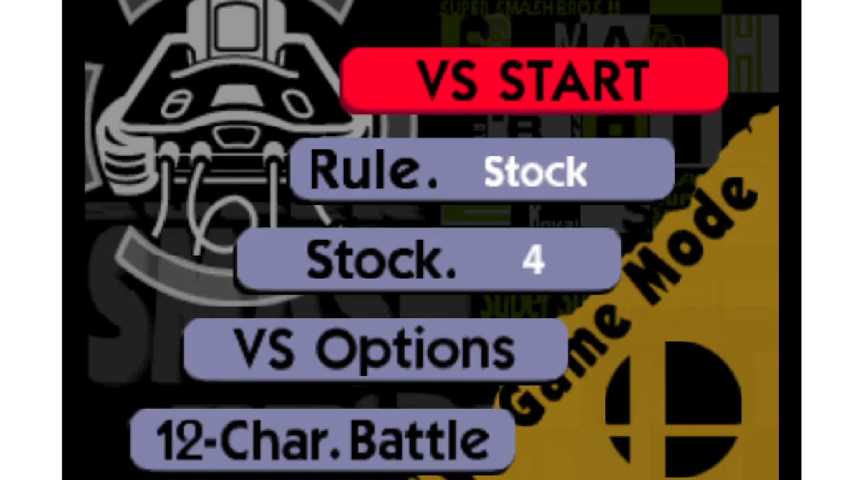 SUPER SMASH BROS.
VS START
Rule. Stock
Stock. 4
VS Options
12-Char. Battle
Game Mode